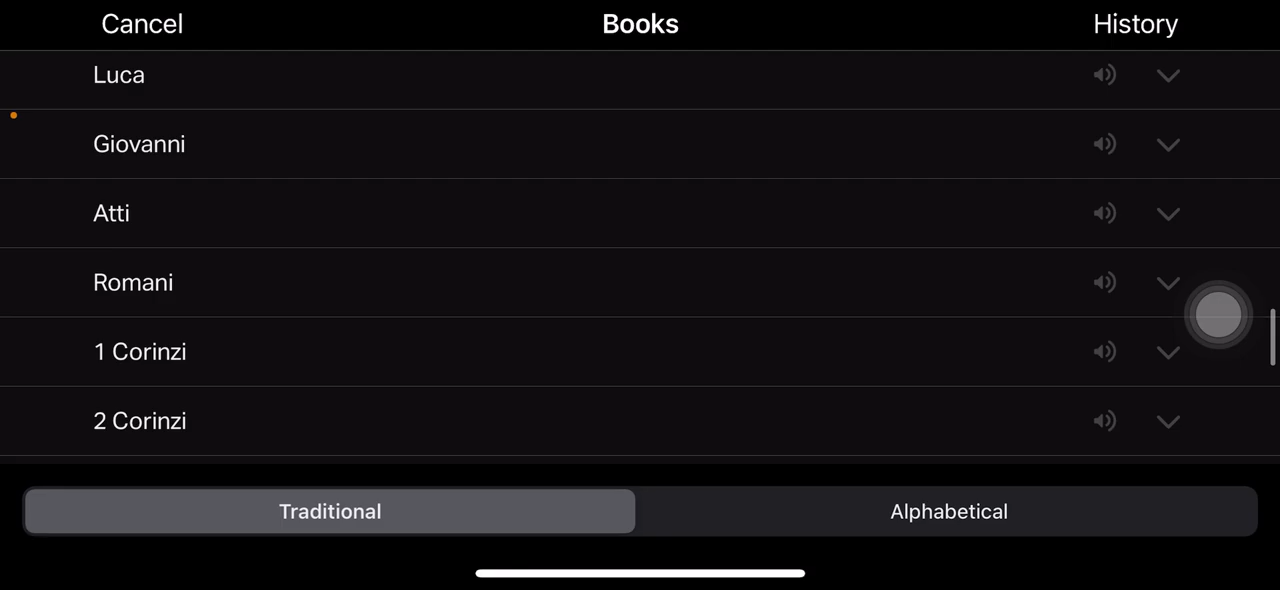 Cancel Books History
Luca
Giovanni
Atti
Romani
1 Corinzi
2 Corinzi
Traditional Alphabetical